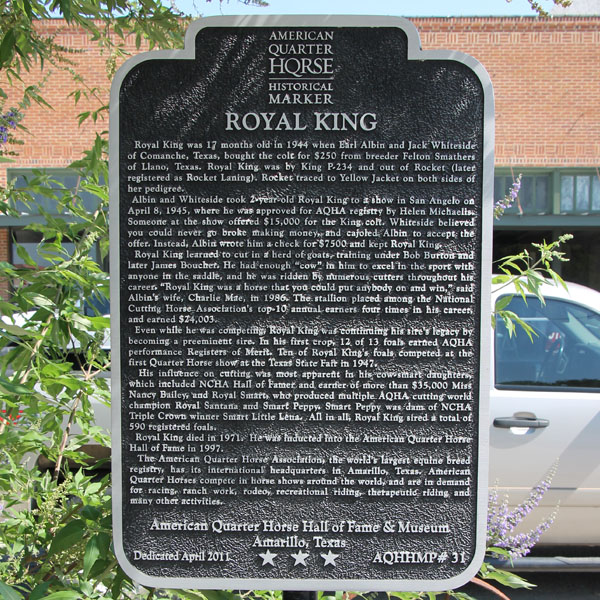 AMERICAN
QUARTER
HORSE
HISTORICAL
MARKER
ROYAL KING
Royal King was 17 months old in 1944 when Earl Albin and Jack Whiteside
of Comanche, Texas, bought the colt for $250 from breeder Felton Smathers
of Llano, Texas. Royal King was by King P-234 and out of Rocket (later
registered as Rocket Laning). Rocket traced to Yellow Jacket on both sides of
her pedigree.
Albin and Whiteside took 2-year-old Royal King to a show in San Angelo on
April 8, 1945, where he was approved for AQHA registry by Helen Michaelis.
Someone at the show offered $15,000 for the King colt. Whiteside believed
you could never go broke making money, and cajoled Albin to accept the
offer. Instead, Albin wrote him a check for $7500 and kept Royal King.
Royal King learned to cut in a herd of goats, training under Bob Burton and
later James Boucher. He had enough "cow" in him to excel in the sport with
anyone in the saddle, and he was ridden by numerous cutters throughout his
career. "Royal King was a horse that you could put anybody on and win," said
Albin's wife, Charlie Mae, in 1986. The stallion placed among the National
Cutting Horse Association's top-10 annual earners four times in his career,
and earned $24,003.
Even while he was competing, Royal King was continuing his sire's legacy by
becoming a preeminent sire. In his first crop, 12 of 13 foals earned AQHA
performance Registers of Merit. Ten of Royal King's foals competed at the
first Quarter Horse show at the Texas State Fair in 1947.
His influence on cutting was most apparent in his cow-smart daughters,
which included NCHA Hall of Famer and earner of more than $35,000 Miss
Nancy Bailey, and Royal Smart, who produced multiple AQHA cutting world
champion Royal Santana and Smart Peppy. Smart Peppy was dam of NCHA
Triple Crown winner Smart Little Lena. All in all, Royal King sired a total of
590 registered foals.
Royal King died in 1971. He was inducted into the American Quarter Horse
Hall of Fame in 1997.
The American Quarter Horse Association, the world's largest equine breed
registry, has its international headquarters in Amarillo, Texas. American
Quarter Horses compete in horse shows around the world, and are in demand
for racing, ranch work, rodeo, recreational riding, therapeutic riding and
many other activities.
American Quarter Horse Hall of Fame & Museum
Amarillo, Texas
Dedicated April 2011 AQHHMP# 31